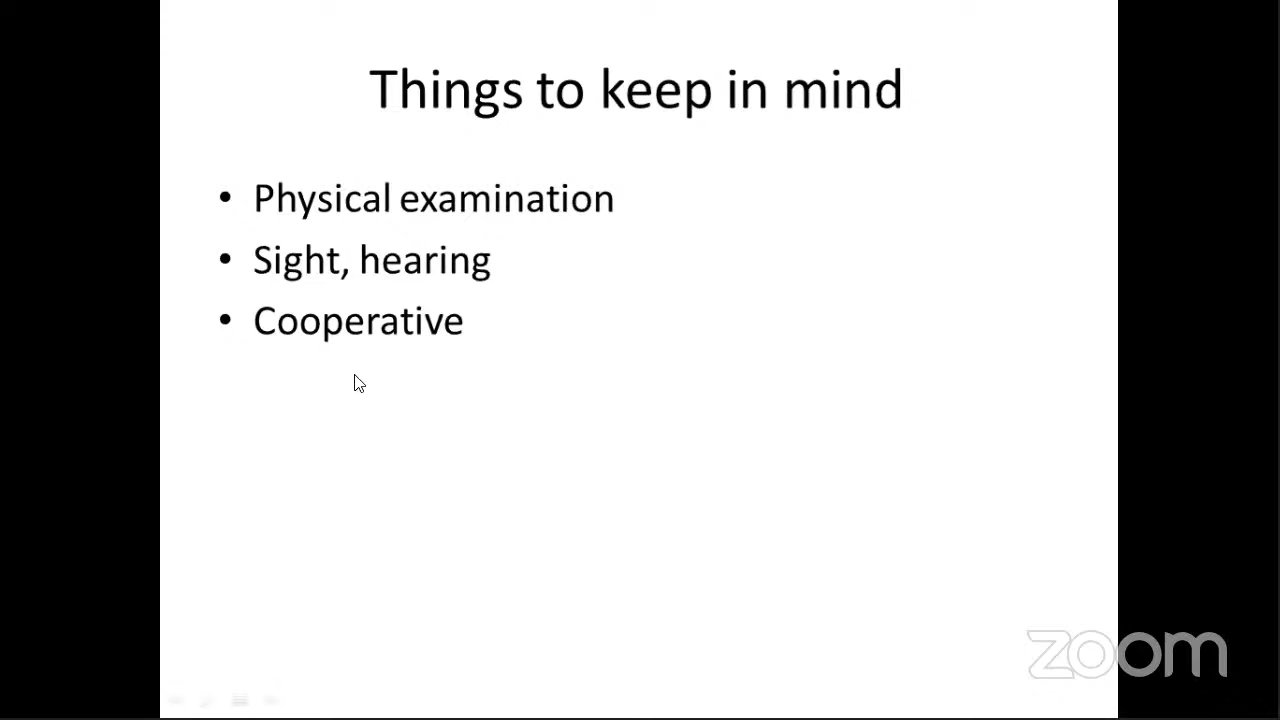 Things to keep in mind
• Physical examination
• Sight, hearing
• Cooperative
zoom